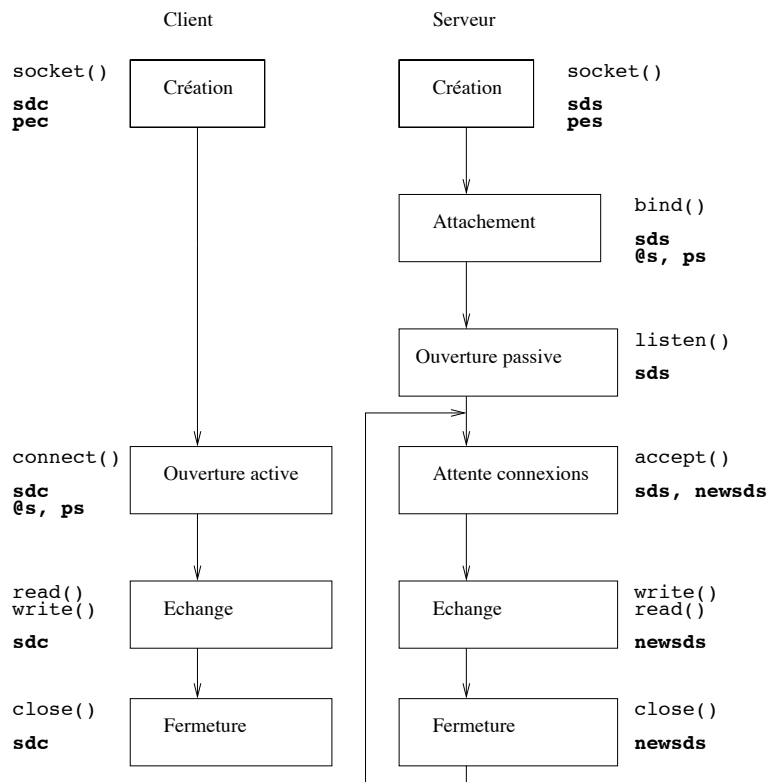 Client
Serveur
socket()
sdc
pec
Création
Création
socket()
sds
pes
Attachement
bind()
sds
@s, ps
Ouverture passive
listen()
sds
connect()
sdc
@s, ps
Ouverture active
Attente connexions
accept()
sds, newsds
read()
write()
sdc
Echange
Echange
write()
read()
newsds
close()
sdc
Fermeture
Fermeture
close()
newsds